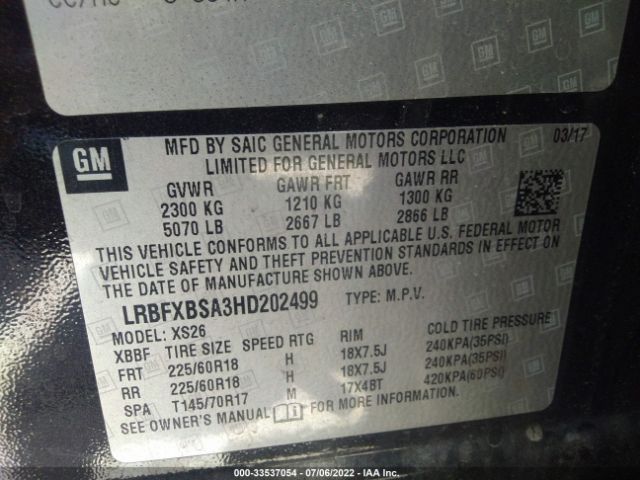 GM
MFD BY SAIC GENERAL MOTORS CORPORATION 03/17
LIMITED FOR GENERAL MOTORS LLC
GVWR GAWR FRT GAWR RR
2300 KG 1210 KG 1300 KG
5070 LB 2667 LB 2866 LB
THIS VEHICLE CONFORMS TO ALL APPLICABLE U.S. FEDERAL MOTOR
VEHICLE SAFETY AND THEFT PREVENTION STANDARDS IN EFFECT ON
THE DATE OF MANUFACTURE SHOWN ABOVE.
LRBFXBSA3HD202499 TYPE: M.P.V.
MODEL: XS26
XBBF TIRE SIZE SPEED RTG RIM COLD TIRE PRESSURE
FRT 225/60R18 H 18X7.5J 240KPA(35PSI)
RR 225/60R18 H 18X7.5J 240KPA(35PSI)
SPA T145/70R17 M 17X4BT 420KPA(60PSI)
SEE OWNER'S MANUAL FOR MORE INFORMATION
000-33537054 - 07/06/2022 - IAA Inc.